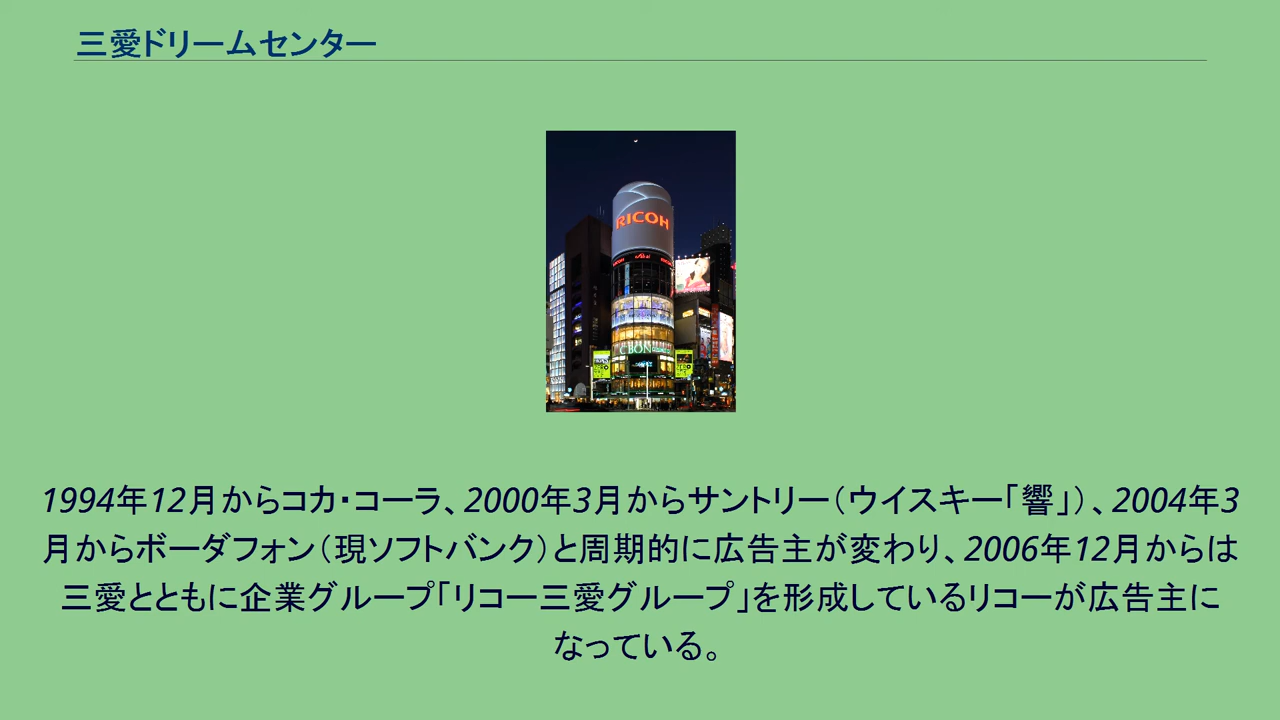 三愛ドリームセンター
RICOH
C'BON
1994年12月からコカ・コーラ、2000年3月からサントリー（ウイスキー「響」）、2004年3
月からボーダフォン（現ソフトバンク）と周期的に広告主が変わり、2006年12月からは
三愛とともに企業グループ「リコー三愛グループ」を形成しているリコーが広告主に
なっている。